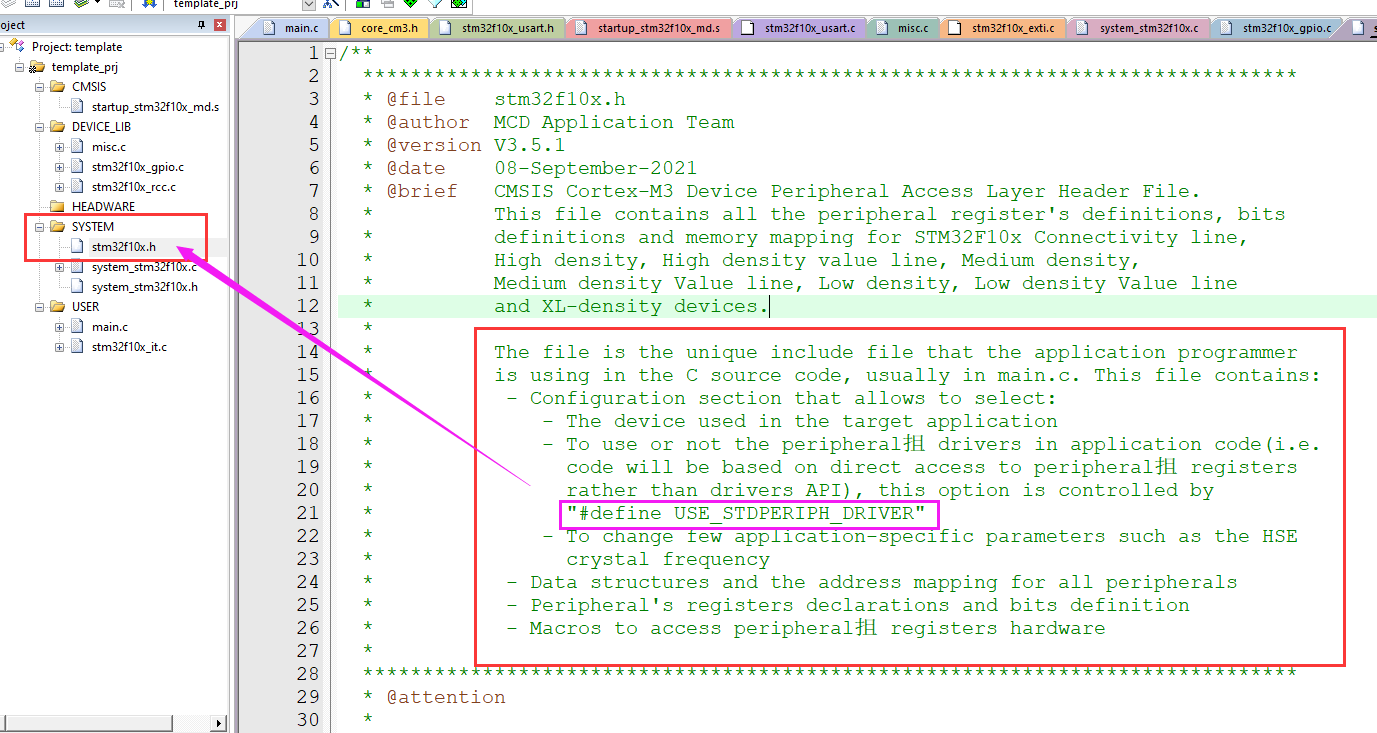 template_prj
oject
Project: template
template_prj
CMSIS
startup_stm32f10x_md.s
DEVICE_LIB
misc.c
stm32f10x_gpio.c
stm32f10x_rcc.c
HEADWARE
SYSTEM
stm32f10x.h
system_stm32f10x.c
system_stm32f10x.h
USER
main.c
stm32f10x_it.c
main.c core_cm3.h stm32f10x_usart.h startup_stm32f10x_md.s stm32f10x_usart.c misc.c stm32f10x_exti.c system_stm32f10x.c stm32f10x_gpio.c s
1 /**
2 ******************************************************************************
3 * @file stm32f10x.h
4 * @author MCD Application Team
5 * @version V3.5.1
6 * @date 08-September-2021
7 * @brief CMSIS Cortex-M3 Device Peripheral Access Layer Header File.
8 * This file contains all the peripheral register's definitions, bits
9 * definitions and memory mapping for STM32F10x Connectivity line,
10 * High density, High density value line, Medium density,
11 * Medium density Value line, Low density, Low density Value line
12 * and XL-density devices.
13 *
14 * The file is the unique include file that the application programmer
15 * is using in the C source code, usually in main.c. This file contains:
16 * - Configuration section that allows to select:
17 * - The device used in the target application
18 * - To use or not the peripheral抯 drivers in application code(i.e.
19 * code will be based on direct access to peripheral抯 registers
20 * rather than drivers API), this option is controlled by
21 * "#define USE_STDPERIPH_DRIVER"
22 * - To change few application-specific parameters such as the HSE
23 * crystal frequency
24 * - Data structures and the address mapping for all peripherals
25 * - Peripheral's registers declarations and bits definition
26 * - Macros to access peripheral抯 registers hardware
27 *
28 ******************************************************************************
29 * @attention
30 *